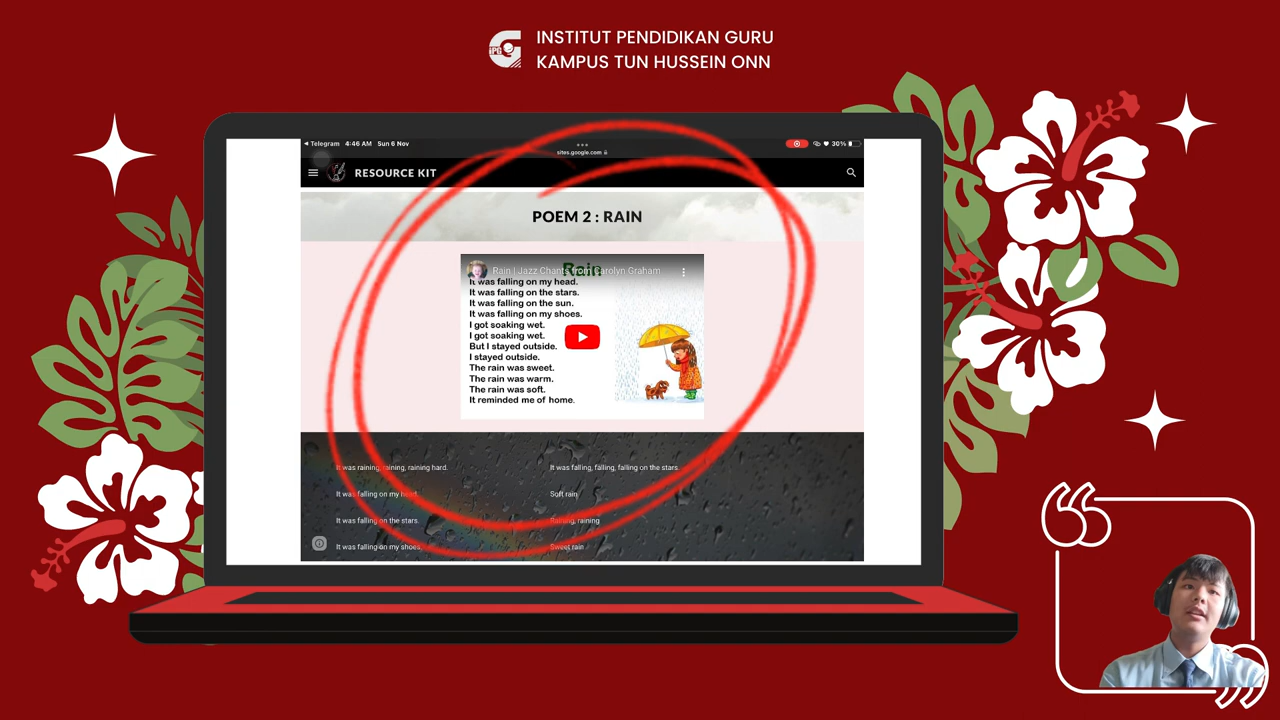 INSTITUT PENDIDIKAN GURU
KAMPUS TUN HUSSEIN ONN
IPG
Telegram 4:46 AM Sun 6 Nov
30%
sites.google.com
RESOURCE KIT
POEM 2 : RAIN
Rain
Rain | Jazz Chants from Carolyn Graham
It was falling on my head.
It was falling on the stars.
It was falling on the sun.
It was falling on my shoes.
I got soaking wet.
I got soaking wet.
But I stayed outside.
I stayed outside.
The rain was sweet.
The rain was warm.
The rain was soft.
It reminded me of home.
It was raining, raining, raining hard.
It was falling on my head.
It was falling on the stars.
It was falling on my shoes.
It was falling, falling, falling on the stars.
Soft rain
Raining, raining
Sweet rain